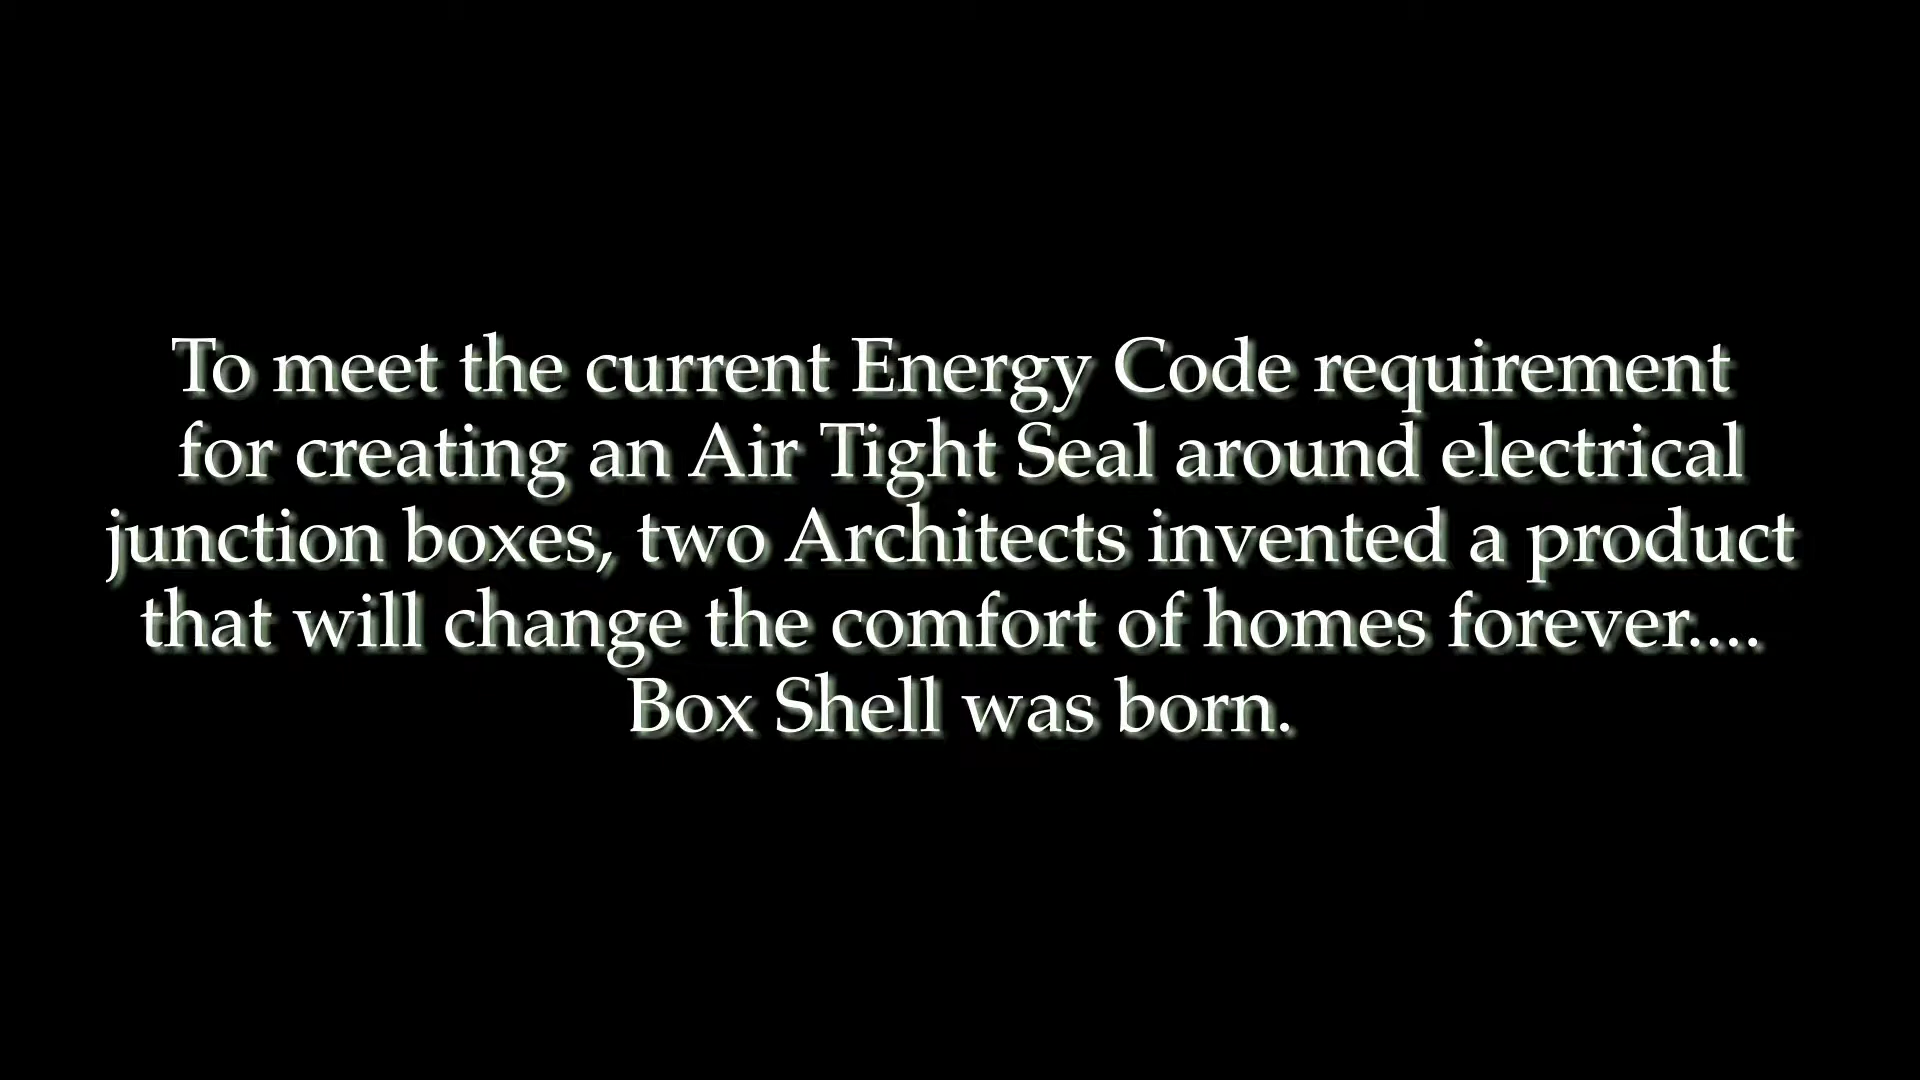 To meet the current Energy Code requirement
for creating an Air Tight Seal around electrical
junction boxes, two Architects invented a product
that will change the comfort of homes forever....
Box Shell was born.